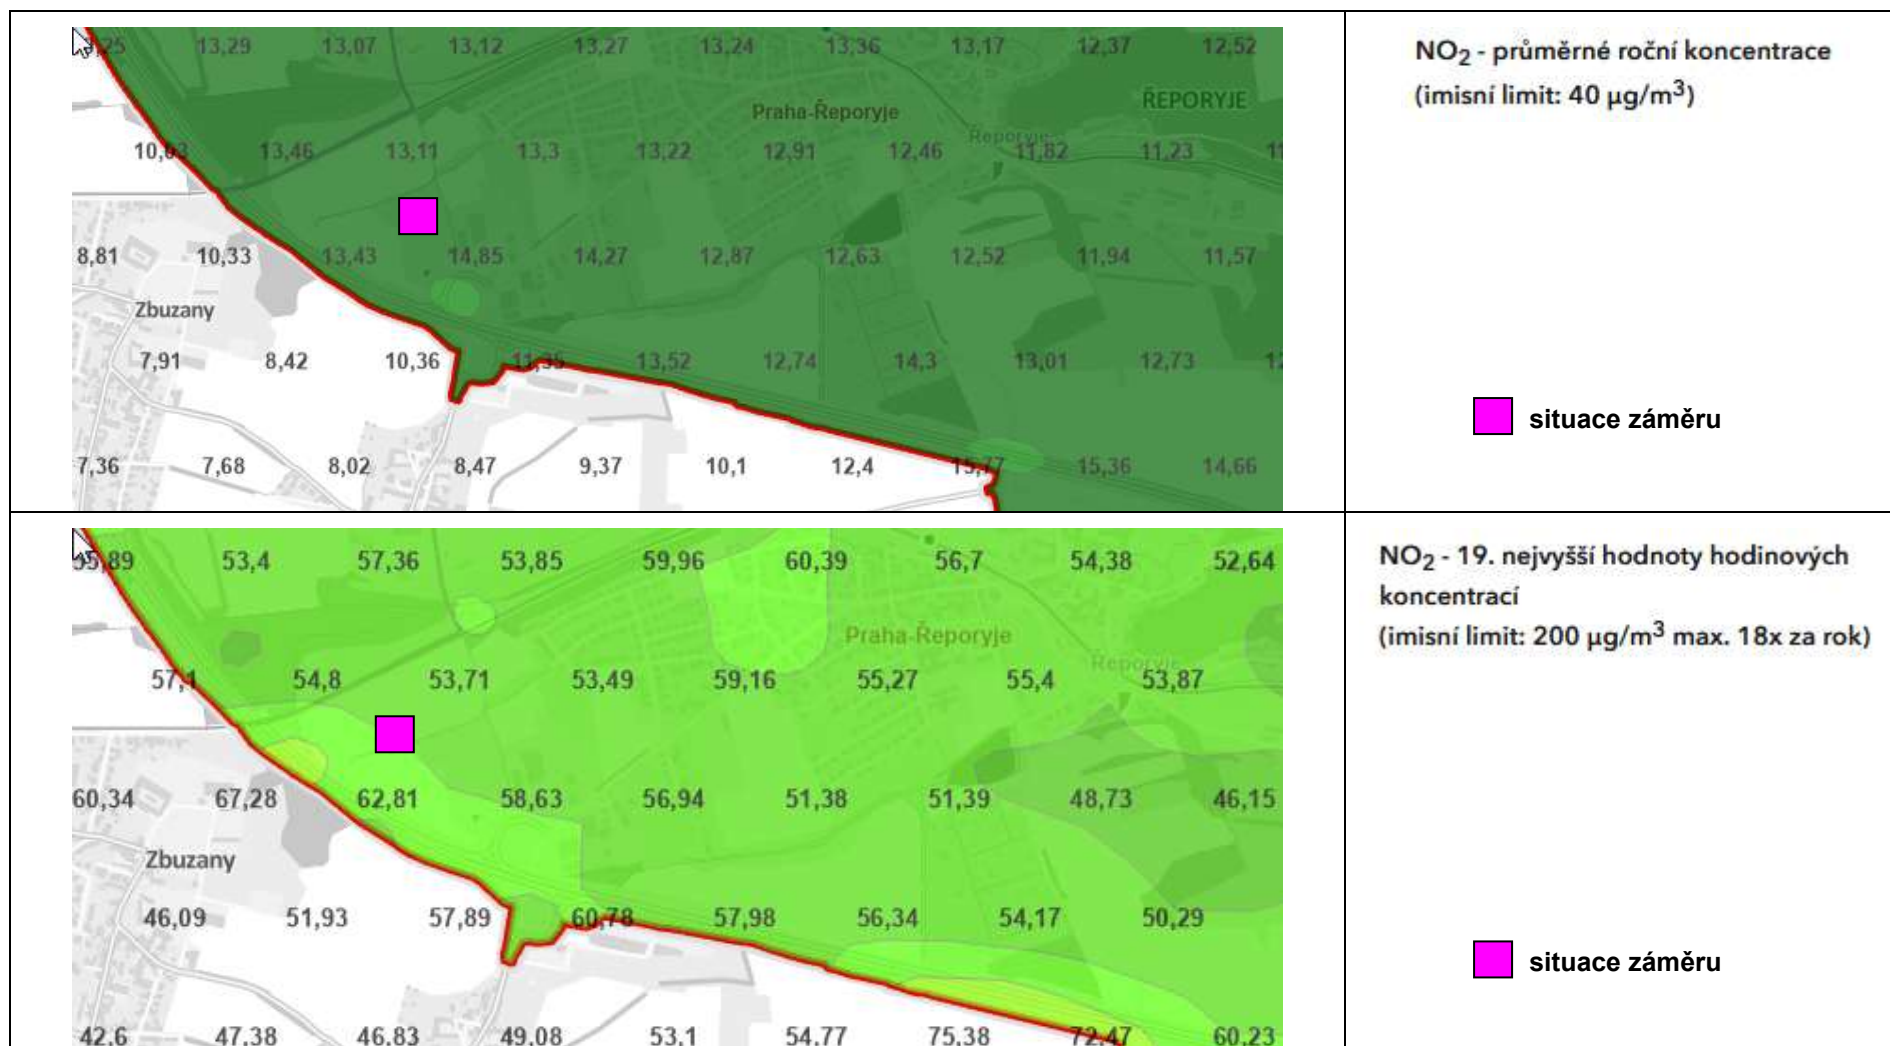 13,29 13,07 13,12 13,27 13,24 13,36 13,17 12,37 12,52
ŘEPORYJE
Praha-Řeporyje
Řeporyje
10,03 13,46 13,11 13,3 13,22 12,91 12,46 11,82 11,23
8,81 10,33 13,43 14,85 14,27 12,87 12,63 12,52 11,94 11,57
Zbuzany
7,91 8,42 10,36 11,35 13,52 12,74 14,3 13,01 12,73
7,36 7,68 8,02 8,47 9,37 10,1 12,4 15,77 15,36 14,66
NO2 - průměrné roční koncentrace
(imisní limit: 40 µg/m³)
situace záměru
55,89 53,4 57,36 53,85 59,96 60,39 56,7 54,38 52,64
Praha-Řeporyje
Řeporyje
57,1 54,8 53,71 53,49 59,16 55,27 55,4 53,87
60,34 67,28 62,81 58,63 56,94 51,38 51,39 48,73 46,15
Zbuzany
46,09 51,93 57,89 60,78 57,98 56,34 54,17 50,29
42,6 47,38 46,83 49,08 53,1 54,77 75,38 72,47 60,23
NO2 - 19. nejvyšší hodnoty hodinových
koncentrací
(imisní limit: 200 µg/m³ max. 18x za rok)
situace záměru